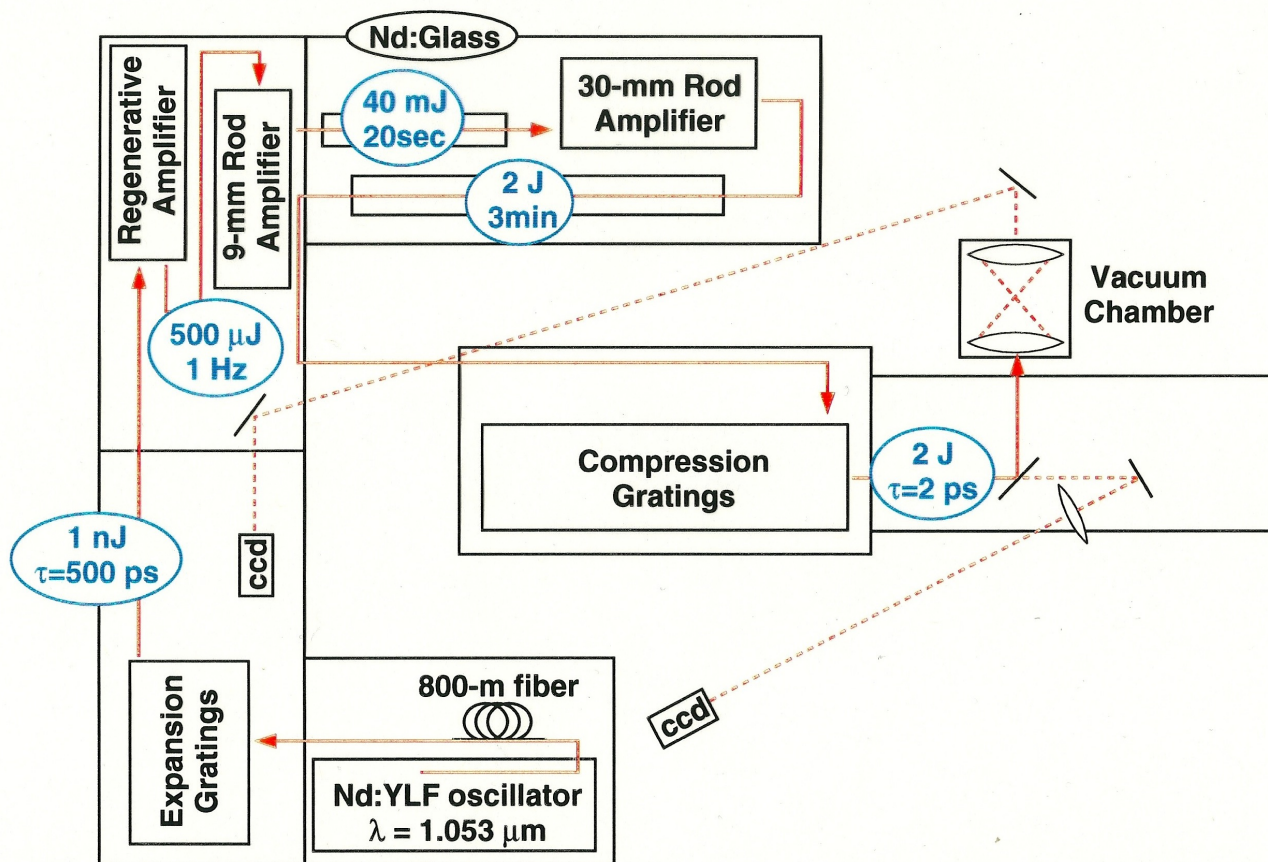 Nd:Glass
Regenerative
Amplifier
9-mm Rod
Amplifier
40 mJ
20sec
30-mm Rod
Amplifier
2 J
3min
500 μJ
1 Hz
Vacuum
Chamber
Compression
Gratings
2 J
τ=2 ps
ccd
1 nJ
τ=500 ps
Expansion
Gratings
800-m fiber
ccd
Nd:YLF oscillator
λ = 1.053 μm